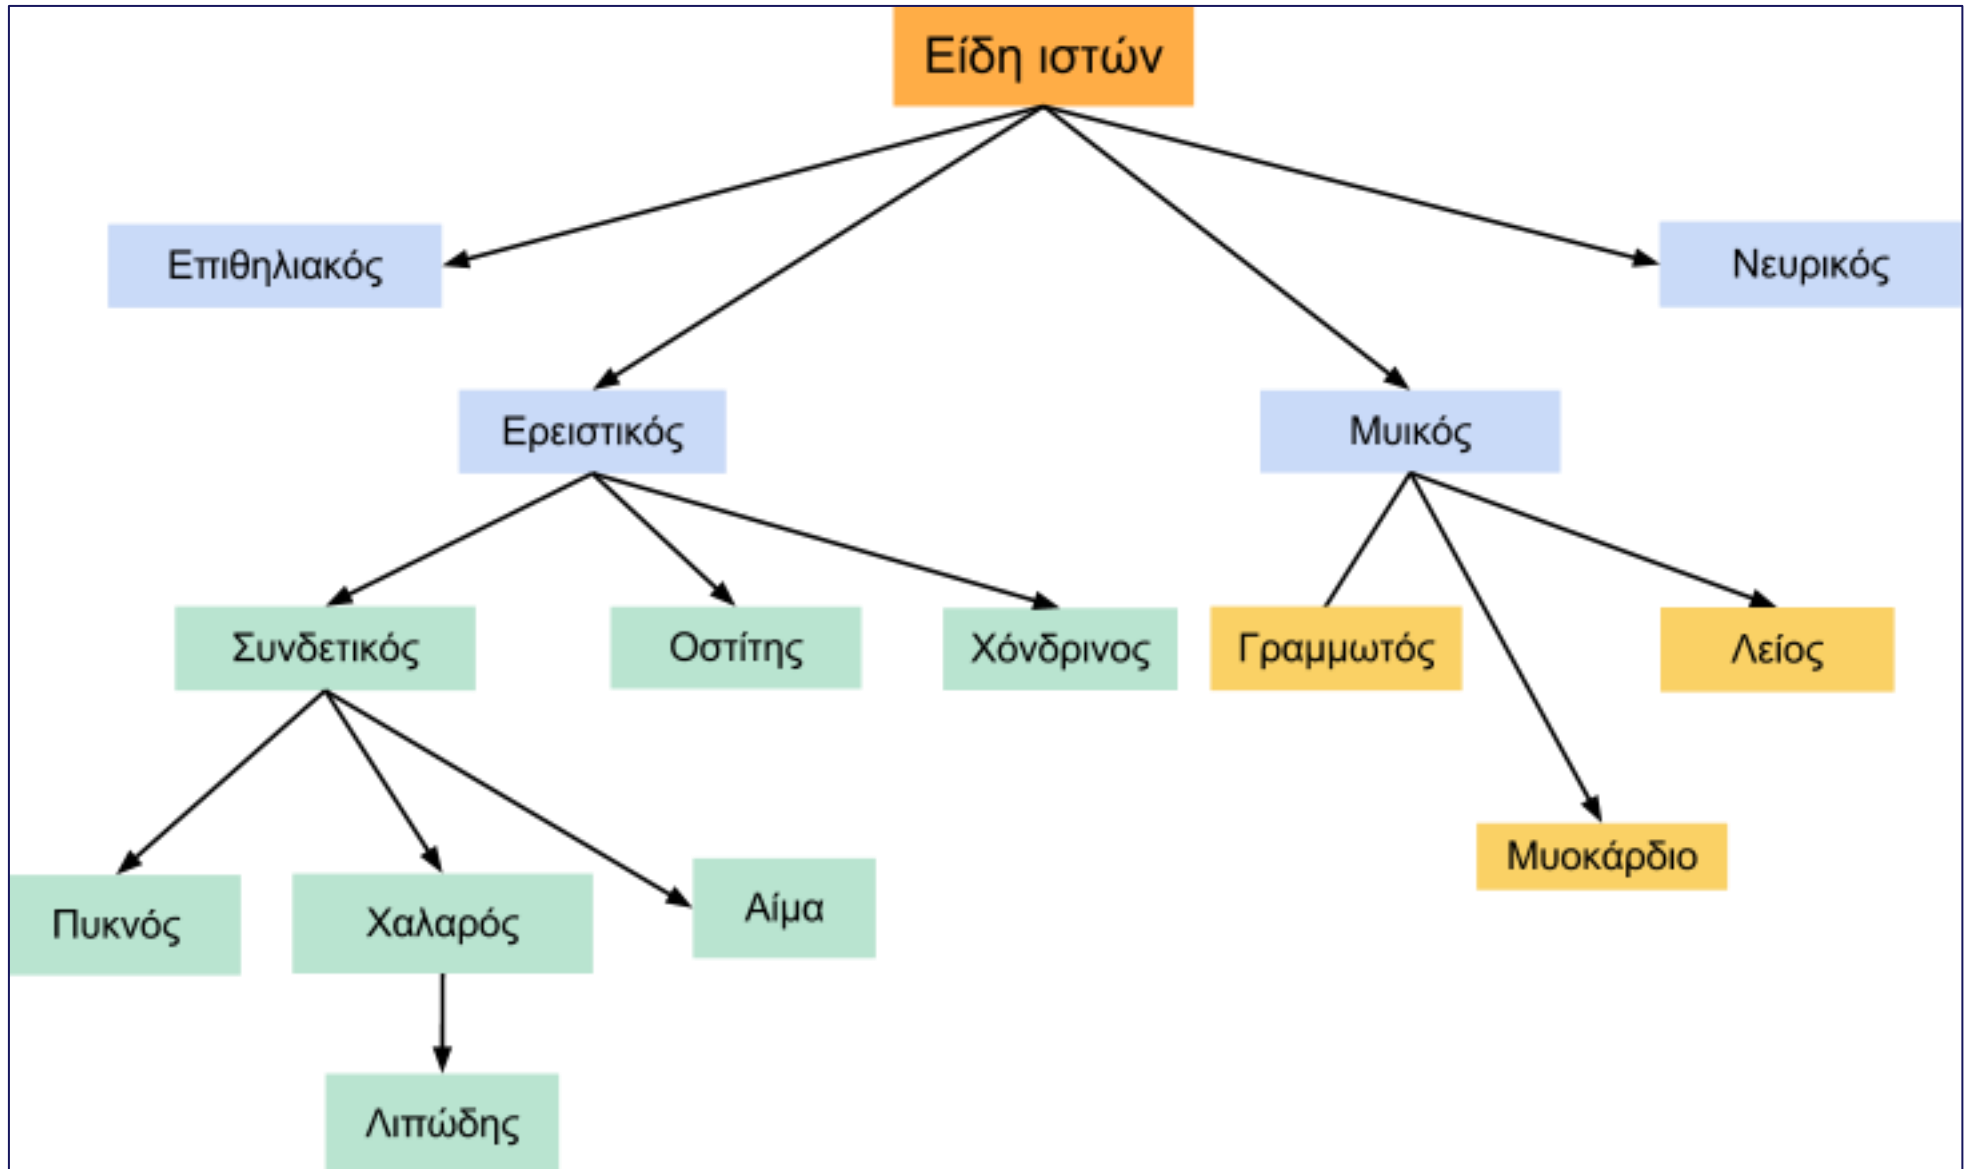 Είδη ιστών
Επιθηλιακός
Νευρικός
Ερειστικός
Μυικός
Συνδετικός
Οστίτης
Χόνδρινος
Γραμμωτός
Λείος
Μυοκάρδιο
Πυκνός
Χαλαρός
Αίμα
Λιπώδης